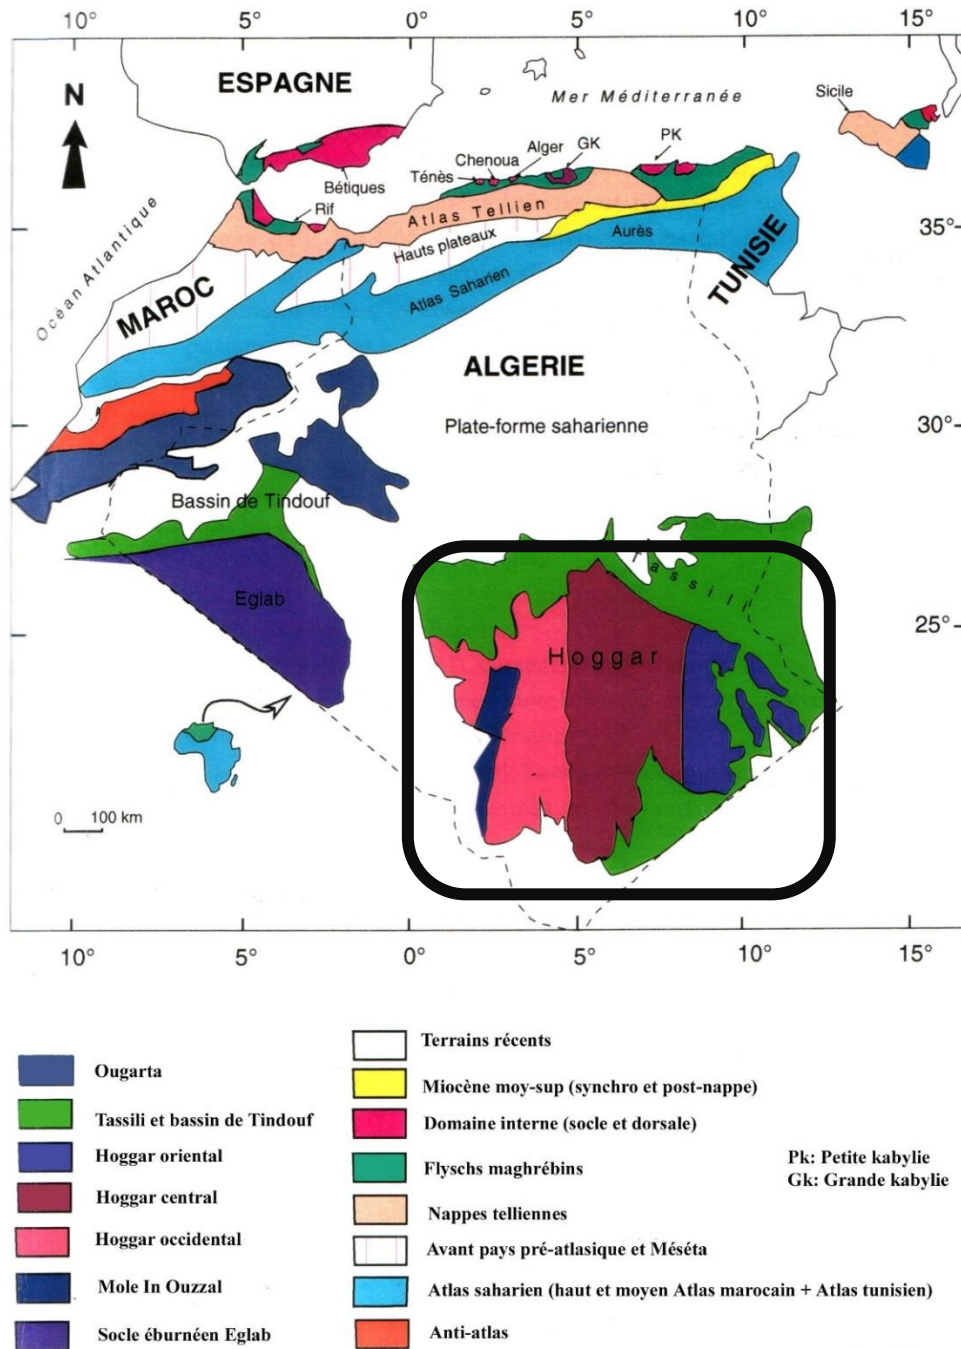 10° 5° 0° 5° 10° 15°
ESPAGNE
Mer Méditerranée
Sicile
N
PK
GK
Alger
Chenoua
Ténès
Bétiques
Rif
Océan Atlantique
Atlas Tellien
Hauts plateaux
Aurès
35°
TUNISIE
MAROC
Atlas Saharien
ALGERIE
Plate-forme saharienne
30°
Bassin de Tindouf
Tassili
Eglab
25°
Hoggar
0 100 km
10° 5° 0° 5° 10° 15°
Ougarta
Tassili et bassin de Tindouf
Hoggar oriental
Hoggar central
Hoggar occidental
Mole In Ouzzal
Socle éburnéen Eglab
Terrains récents
Miocène moy-sup (synchro et post-nappe)
Domaine interne (socle et dorsale)
Flyschs maghrébins
Nappes telliennes
Avant pays pré-atlasique et Méséta
Atlas saharien (haut et moyen Atlas marocain + Atlas tunisien)
Anti-atlas
Pk: Petite kabylie
Gk: Grande kabylie